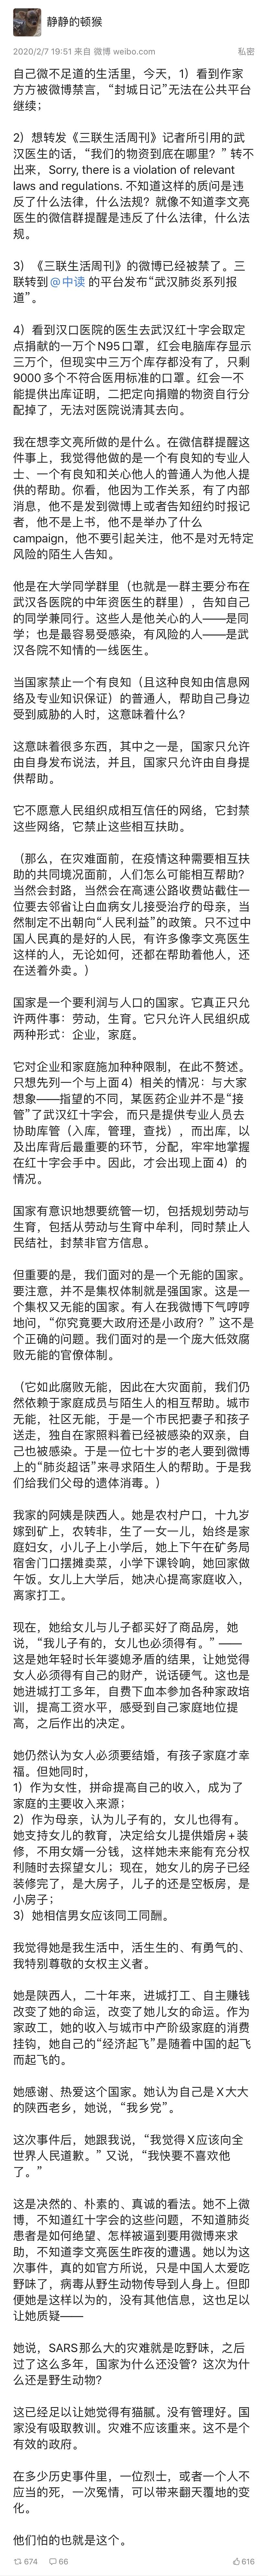 静静的顿猴
2020/2/7 19:51 来自 微博 weibo.com
私密
自己微不足道的生活里，今天，1）看到作家
方方被微博禁言，“封城日记”无法在公共平台
继续；
2）想转发《三联生活周刊》记者所引用的武
汉医生的话，“我们的物资到底在哪里？”转不
出来，Sorry, there is a violation of relevant
laws and regulations. 不知道这样的质问是违
反了什么法律，什么法规？就像不知道李文亮
医生的微信群提醒是违反了什么法律，什么法
规。
3）《三联生活周刊》的微博已经被禁了。三
联转到@中读 的平台发布“武汉肺炎系列报
道”。
4）看到汉口医院的医生去武汉红十字会取定
点捐献的一万个N95口罩，红会电脑库存显示
三万个，但现实中三万个库存都没有了，只剩
9000多个不符合医用标准的口罩。红会一不
能提供出库证明，二把定向捐赠的物资自行分
配掉了，无法对医院说清其去向。
我在想李文亮所做的是什么。在微信群提醒这
件事上，我觉得他做的是一个有良知的专业人
士、一个有良知和关心他人的普通人为他人提
供的帮助。你看，他因为工作关系，有了内部
消息，他不是发到微博上或者告知纽约时报记
者，他不是上书，他不是举办了什么
campaign，他不要引起关注，他不是对无特定
风险的陌生人告知。
他是在大学同学群里（也就是一群主要分布在
武汉各医院的中年资医生的群里），告知自己
的同学兼同行。这些人是他关心的人——是同
学；也是最容易受感染，有风险的人——是武
汉各院不知情的一线医生。
当国家禁止一个有良知（且这种良知由信息网
络及专业知识保证）的普通人，帮助自己身边
受到威胁的人时，这意味着什么？
这意味着很多东西，其中之一是，国家只允许
由自身发布说法，并且，国家只允许由自身提
供帮助。
它不愿意人民组织成相互信任的网络，它封禁
这些网络，它禁止这些相互扶助。
（那么，在灾难面前，在疫情这种需要相互扶
助的共同境况面前，人们怎么可能相互帮助？
当然会封路，当然会在高速公路收费站截住一
位要去邻省让白血病女儿接受治疗的母亲，当
然制定不出朝向“人民利益”的政策。只不过中
国人民真的是好的人民，有许多像李文亮医生
这样的人，无论如何，还都在帮助着他人，还
在送着外卖。）
国家是一个要利润与人口的国家。它真正只允
许两件事：劳动，生育。它只允许人民组织成
两种形式：企业，家庭。
它对企业和家庭施加种种限制，在此不赘述。
只想先列一个与上面4）相关的情况：与大家
想象——指望的不同，某医药企业并不是“接
管”了武汉红十字会，而只是提供专业人员去
协助库管（入库，管理，查找），而出库，以
及出库背后最重要的环节，分配，牢牢地掌握
在红十字会手中。因此，才会出现上面4）的
情况。
国家有意识地想要统管一切，包括规划劳动与
生育，包括从劳动与生育中牟利，同时禁止人
民结社，封禁非官方信息。
但重要的是，我们面对的是一个无能的国家。
要注意，并不是集权体制就是强国家。这是一
个集权又无能的国家。有人在我微博下气哼哼
地问，“你究竟要大政府还是小政府？”这不是
个正确的问题。我们面对的是一个庞大低效腐
败无能的官僚体制。
（它如此腐败无能，因此在大灾面前，我们仍
然依赖于家庭成员与陌生人的相互帮助。城市
无能，社区无能，于是一个市民把妻子和孩子
送走，独自在家照料着已经被感染的双亲，自
己也被感染。于是一位七十岁的老人要到微博
上的“肺炎超话”来寻求陌生人的帮助。于是我
们给我们父母的遗体消毒。）
我家的阿姨是陕西人。她是农村户口，十九岁
嫁到矿上，农转非，生了一女一儿，始终是家
庭妇女，小儿子上小学后，她上下午在矿务局
宿舍门口摆摊卖菜，小学下课铃响，她回家做
午饭。女儿上大学后，她决心提高家庭收入，
离家打工。
现在，她给女儿与儿子都买好了商品房，她
说，“我儿子有的，女儿也必须得有。”——
这是她年轻时长年婆媳矛盾的结果，让她觉得
女人必须得有自己的财产，说话硬气。这也是
她进城打工多年，自费下血本参加各种家政培
训，提高工资水平，感受到自己家庭地位提
高，之后作出的决定。
她仍然认为女人必须要结婚，有孩子家庭才幸
福。但她同时，
1）作为女性，拼命提高自己的收入，成为了
家庭的主要收入来源；
2）作为母亲，认为儿子有的，女儿也得有。
她支持女儿的教育，决定给女儿提供婚房+装
修，不用女婿一分钱，这样她未来能有充分权
利随时去探望女儿；现在，她女儿的房子已经
装修完了，是大房子，儿子的还是空板房，是
小房子；
3）她相信男女应该同工同酬。
我觉得她是我生活中，活生生的、有勇气的、
我特别尊敬的女权主义者。
她是陕西人，二十年来，进城打工、自主赚钱
改变了她的命运，改变了她儿女的命运。作为
家政工，她的收入与城市中产阶级家庭的消费
挂钩，她自己的“经济起飞”是随着中国的起飞
而起飞的。
她感谢、热爱这个国家。她认为自己是X大大
的陕西老乡，她说，“我乡党”。
这次事件后，她跟我说，“我觉得X应该向全
世界人民道歉。”又说，“我快要不喜欢他
了。”
这是决然的、朴素的、真诚的看法。她不上微
博，不知道红十字会的这些问题，不知道肺炎
患者是如何绝望、怎样被逼到要用微博来求
助，不知道李文亮医生昨夜的遭遇。她以为这
次事件，真的如官方所说，只是中国人太爱吃
野味了，病毒从野生动物传导到人身上。但即
便她是这样以为的，没有其他信息，这也足以
让她质疑——
她说，SARS那么大的灾难就是吃野味，之后
过了这么多年，国家为什么还没管？这次为什
么还是野生动物？
这已经足以让她觉得有猫腻。没有管理好。国
家没有吸取教训。灾难不应该重来。这不是个
有效的政府。
在多少历史事件里，一位烈士，或者一个人不
应当的死，一次冤情，可以带来翻天覆地的变
化。
他们怕的也就是这个。
674
66
616